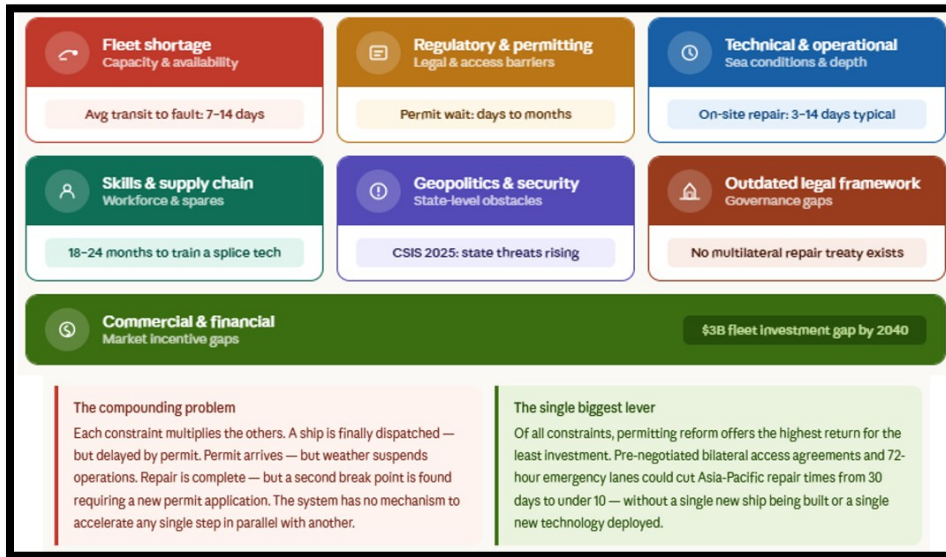 Fleet shortage
Capacity & availability
Avg transit to fault: 7–14 days
Regulatory & permitting
Legal & access barriers
Permit wait: days to months
Technical & operational
Sea conditions & depth
On-site repair: 3–14 days typical
Skills & supply chain
Workforce & spares
18–24 months to train a splice tech
Geopolitics & security
State-level obstacles
CSIS 2025: state threats rising
Outdated legal framework
Governance gaps
No multilateral repair treaty exists
Commercial & financial
Market incentive gaps
$3B fleet investment gap by 2040
The compounding problem
Each constraint multiplies the others. A ship is finally dispatched —
but delayed by permit. Permit arrives — but weather suspends
operations. Repair is complete — but a second break point is found
requiring a new permit application. The system has no mechanism to
accelerate any single step in parallel with another.
The single biggest lever
Of all constraints, permitting reform offers the highest return for the
least investment. Pre-negotiated bilateral access agreements and 72-
hour emergency lanes could cut Asia-Pacific repair times from 30
days to under 10 — without a single new ship being built or a single
new technology deployed.